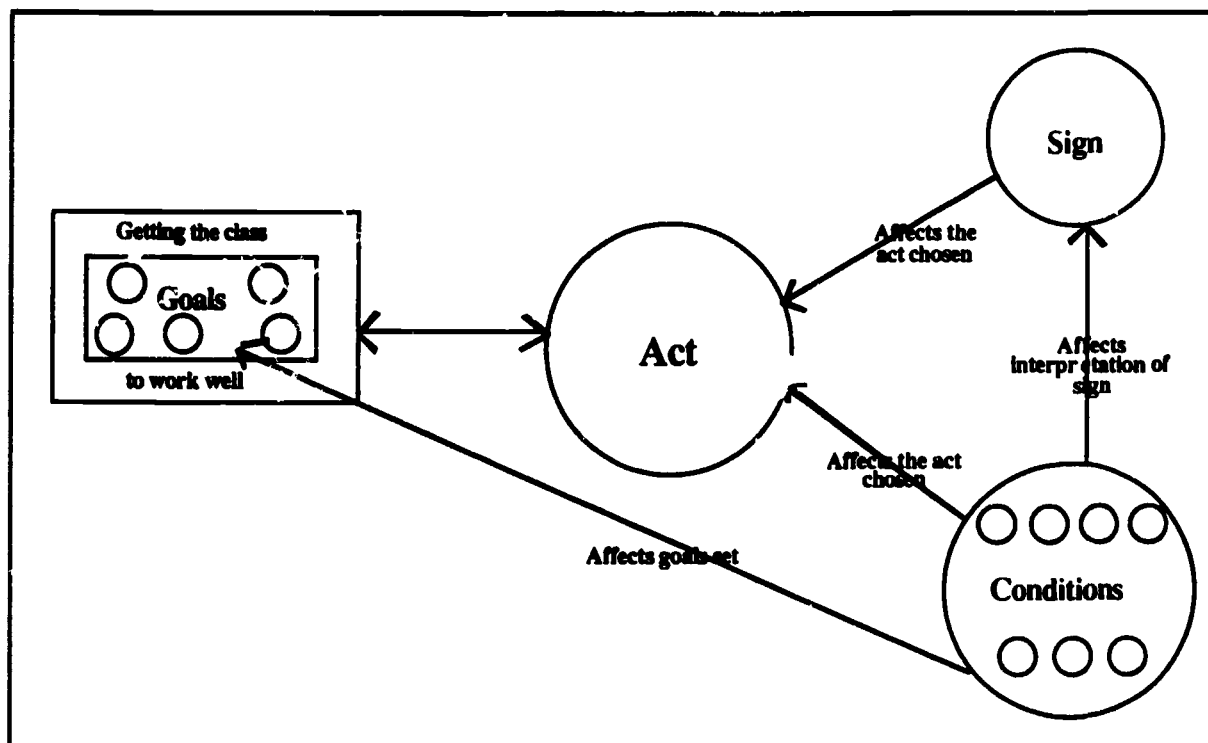 Sign
Getting the class
Goals
to work well
Affects the
act chosen
Act
Affects
interpretation of
sign
Affects the act
chosen
Affects goals set
Conditions